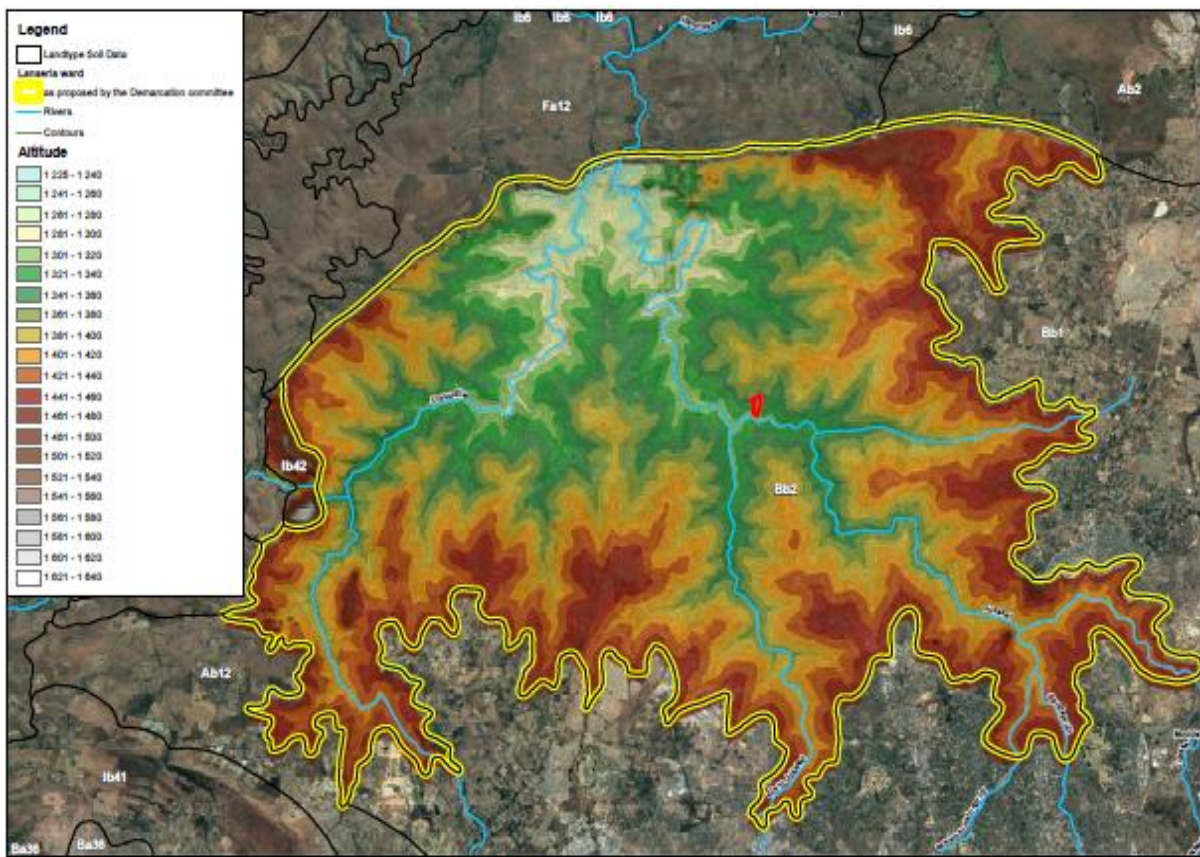 Legend
Landtype Soil Data
Lanseria ward
as proposed by the Demarcation committee
Rivers
Contours
Altitude
1 225 - 1 240
1 241 - 1 260
1 261 - 1 280
1 281 - 1 300
1 301 - 1 320
1 321 - 1 340
1 341 - 1 360
1 361 - 1 380
1 381 - 1 400
1 401 - 1 420
1 421 - 1 440
1 441 - 1 460
1 461 - 1 480
1 481 - 1 500
1 501 - 1 520
1 521 - 1 540
1 541 - 1 560
1 561 - 1 580
1 581 - 1 600
1 601 - 1 620
1 621 - 1 640
Ib6
Ib6
Ib6
Ib6
Ab2
Fa12
Bb1
Ib42
Bb2
Ab12
Ib41
Ba36
Ba36